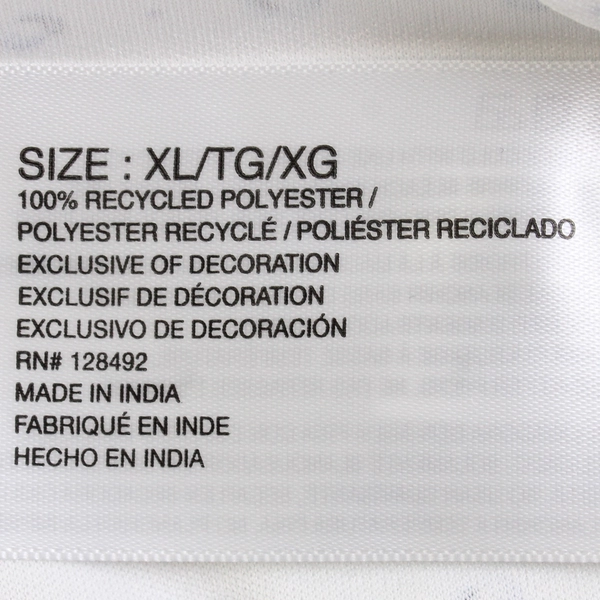 SIZE : XL/TG/XG
100% RECYCLED POLYESTER /
POLYESTER RECYCLÉ / POLIÉSTER RECICLADO
EXCLUSIVE OF DECORATION
EXCLUSIF DE DÉCORATION
EXCLUSIVO DE DECORACIÓN
RN# 128492
MADE IN INDIA
FABRIQUÉ EN INDE
HECHO EN INDIA